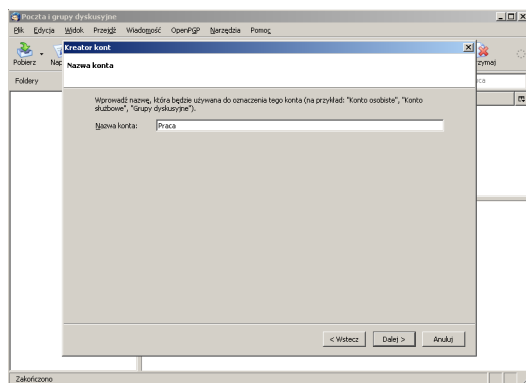 Poczta i grupy dyskusyjne
Plik Edycja Widok Przejdź Wiadomość OpenPGP Narzędzia Pomoc
Pobierz
Foldery
Kreator kont
Nazwa konta
Wprowadź nazwę, która będzie używana do oznaczenia tego konta (na przykład: "Konto osobiste", "Konto
służbowe", "Grupy dyskusyjne").
Nazwa konta: Praca
< Wstecz Dalej > Anuluj
Zakończono